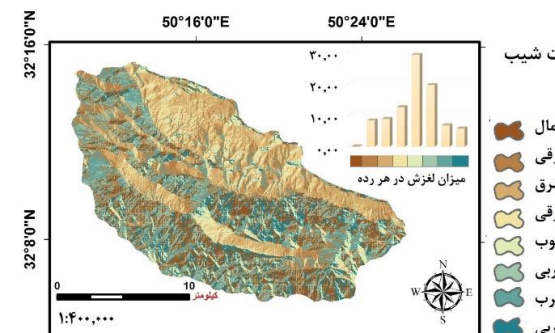 50°16'0"E 50°24'0"E
32°16'0"N
32°8'0"N
۳۰,۰۰
۲۰,۰۰
۱۰,۰۰
۰,۰۰
میزان لغزش در هر رده
ت شیب
مال
رقی
شرق
رقی
وب
ربی
رب
ربی
0 10
کیلومتر
۱:۴۰۰,۰۰۰
N
W E
S